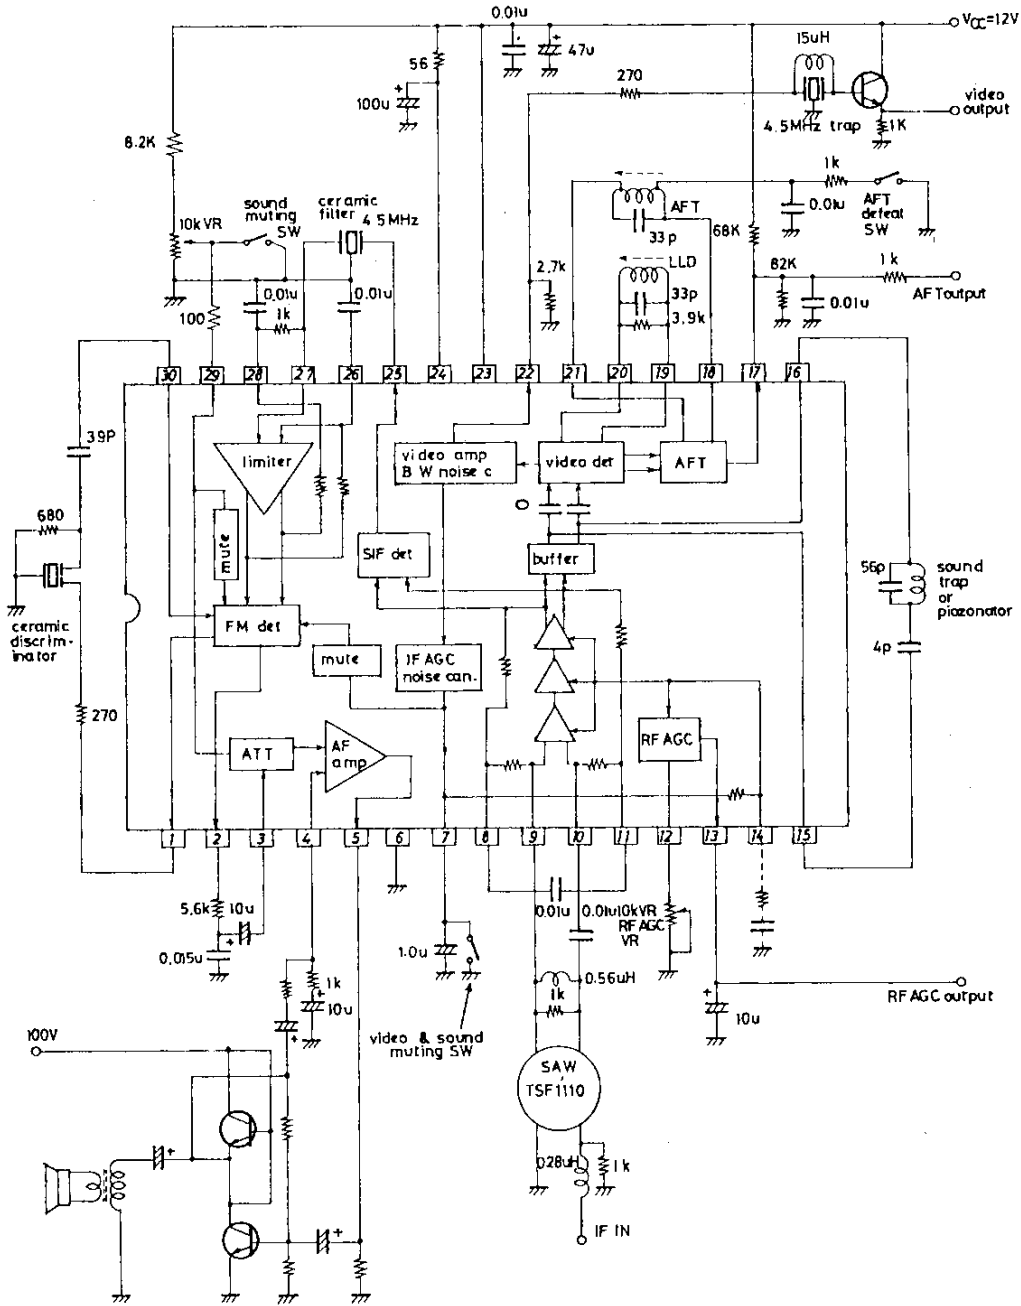 0.01u
Vcc=12V
15uH
56
47u
270
100u
video
output
4.5MHz trap
1K
8.2K
1k
sound
muting
SW
ceramic
filter
4.5MHz
AFT
0.01u
AFT
defeat
SW
10kVR
33p
68K
LLD
2.7k
82K
1k
0.01u
0.01u
33p
0.01u
AFT output
100
1k
3.9k
30
29
28
27
26
25
24
23
22
21
20
19
18
17
16
39P
limiter
video amp
B W noise c
video det
AFT
680
mute
SIF det
buffer
56p
sound
trap
or
piozonator
ceramic
discrim-
inator
FM det
mute
IF AGC
noise can.
4p
270
ATT
AF
amp
RF AGC
1
2
3
4
5
6
7
8
9
10
11
12
13
14
15
5.6k
10u
0.01u
0.01u
10kVR
RF AGC
VR
0.015u
1.0u
1k
10u
0.56uH
1k
RF AGC output
10u
100V
video & sound
muting SW
SAW
TSF1110
0.28uH
1k
IF IN